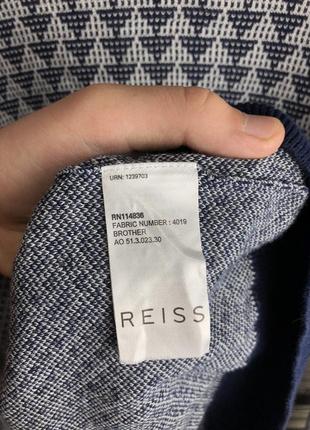 URN: 1239703
RN114836
FABRIC NUMBER : 4019
BROTHER
AO 51.3.023.30
REISS